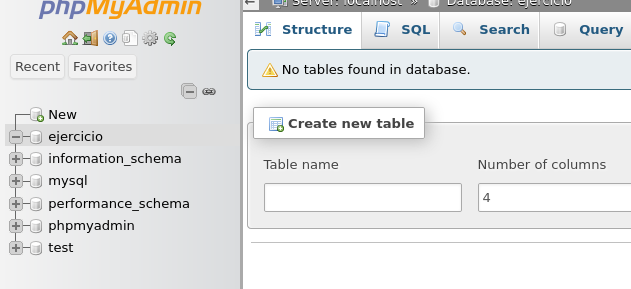 phpMyAdmin
Recent Favorites
New
ejercicio
information_schema
mysql
performance_schema
phpmyadmin
test
Server: localhost » Database: ejercicio
Structure SQL Search Query
No tables found in database.
Create new table
Table name Number of columns
4